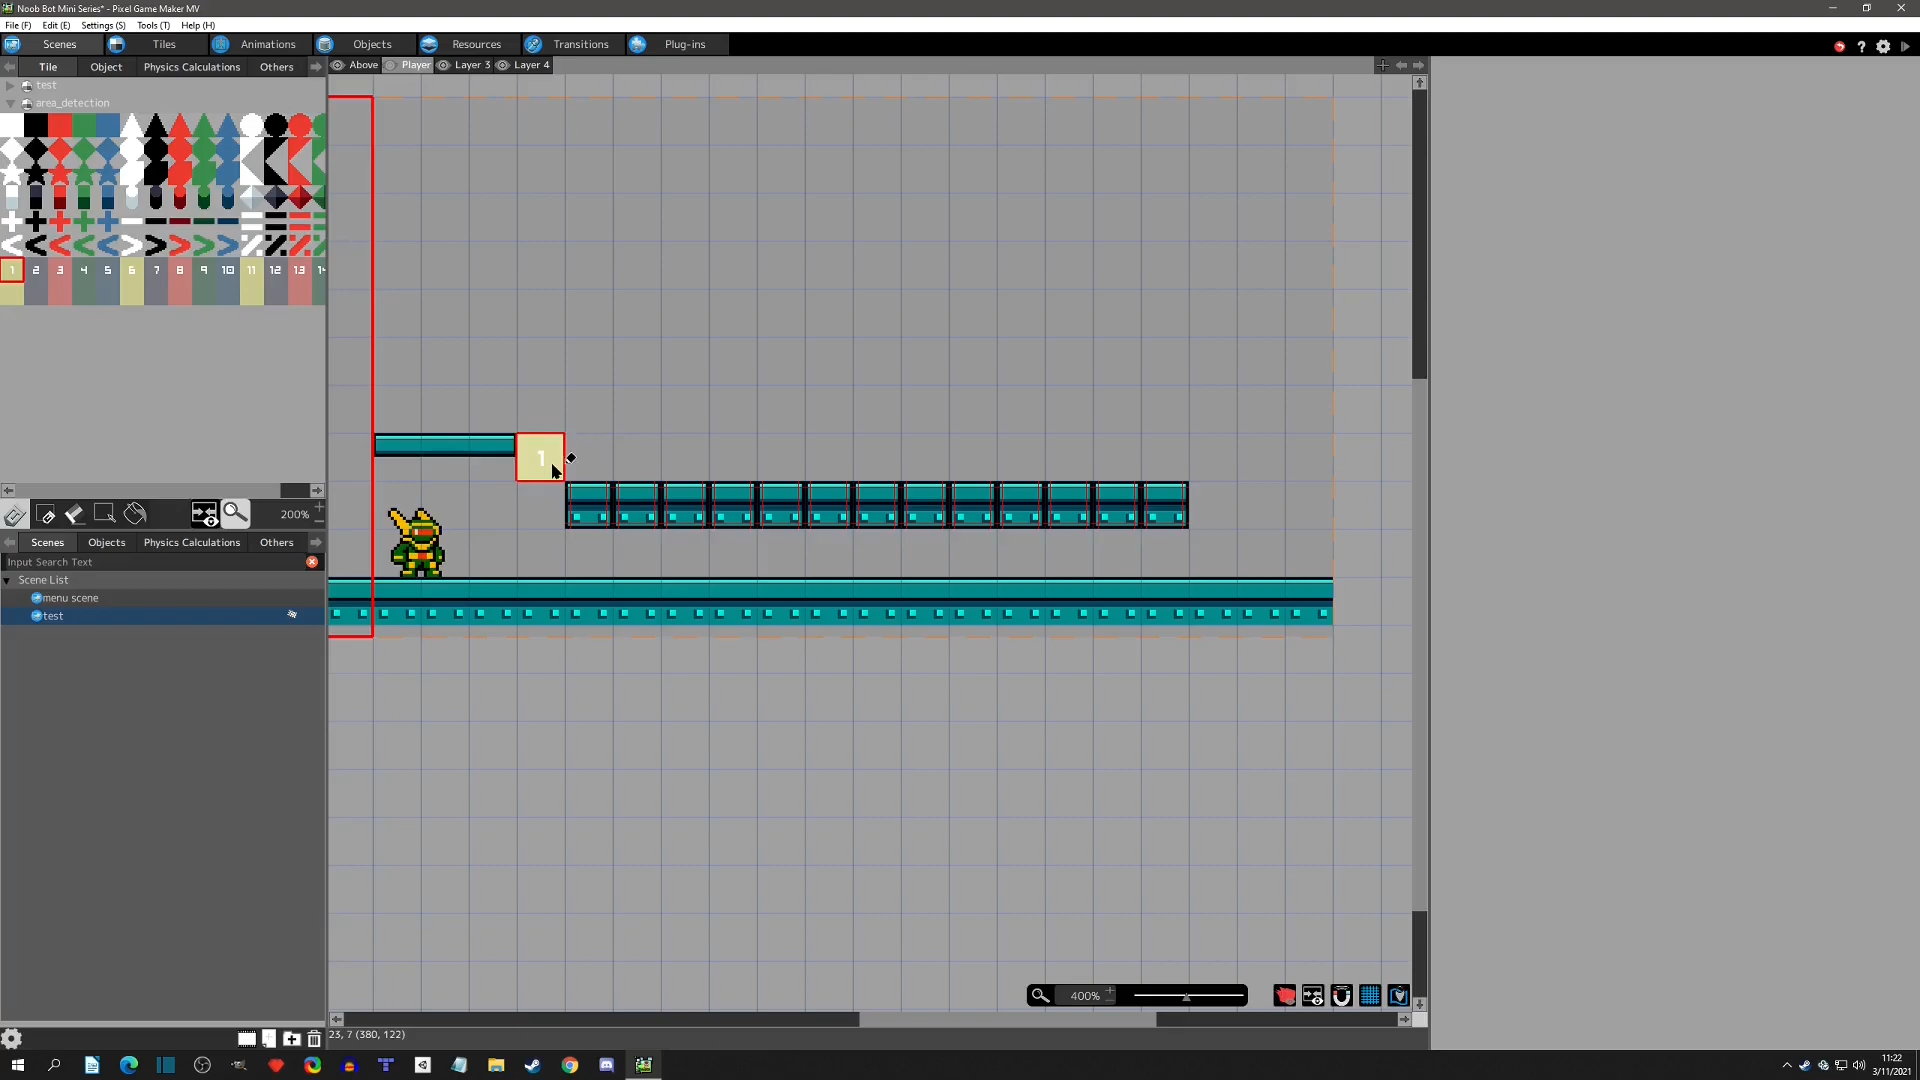 Noob Bot Mini Series* - Pixel Game Maker MV
File (F) Edit (E) Settings (S) Tools (T) Help (H)
Scenes Tiles Animations Objects Resources Transitions Plug-ins
Tile Object Physics Calculations Others
Above Player Layer 3 Layer 4
test
area_detection
1 2 3 4 5 6 7 8 9 10 11 12 13
1
200%
Scenes Objects Physics Calculations Others
Input Search Text
Scene List
menu scene
test
400%
23, 7 (380, 122)
11:22
3/11/2021